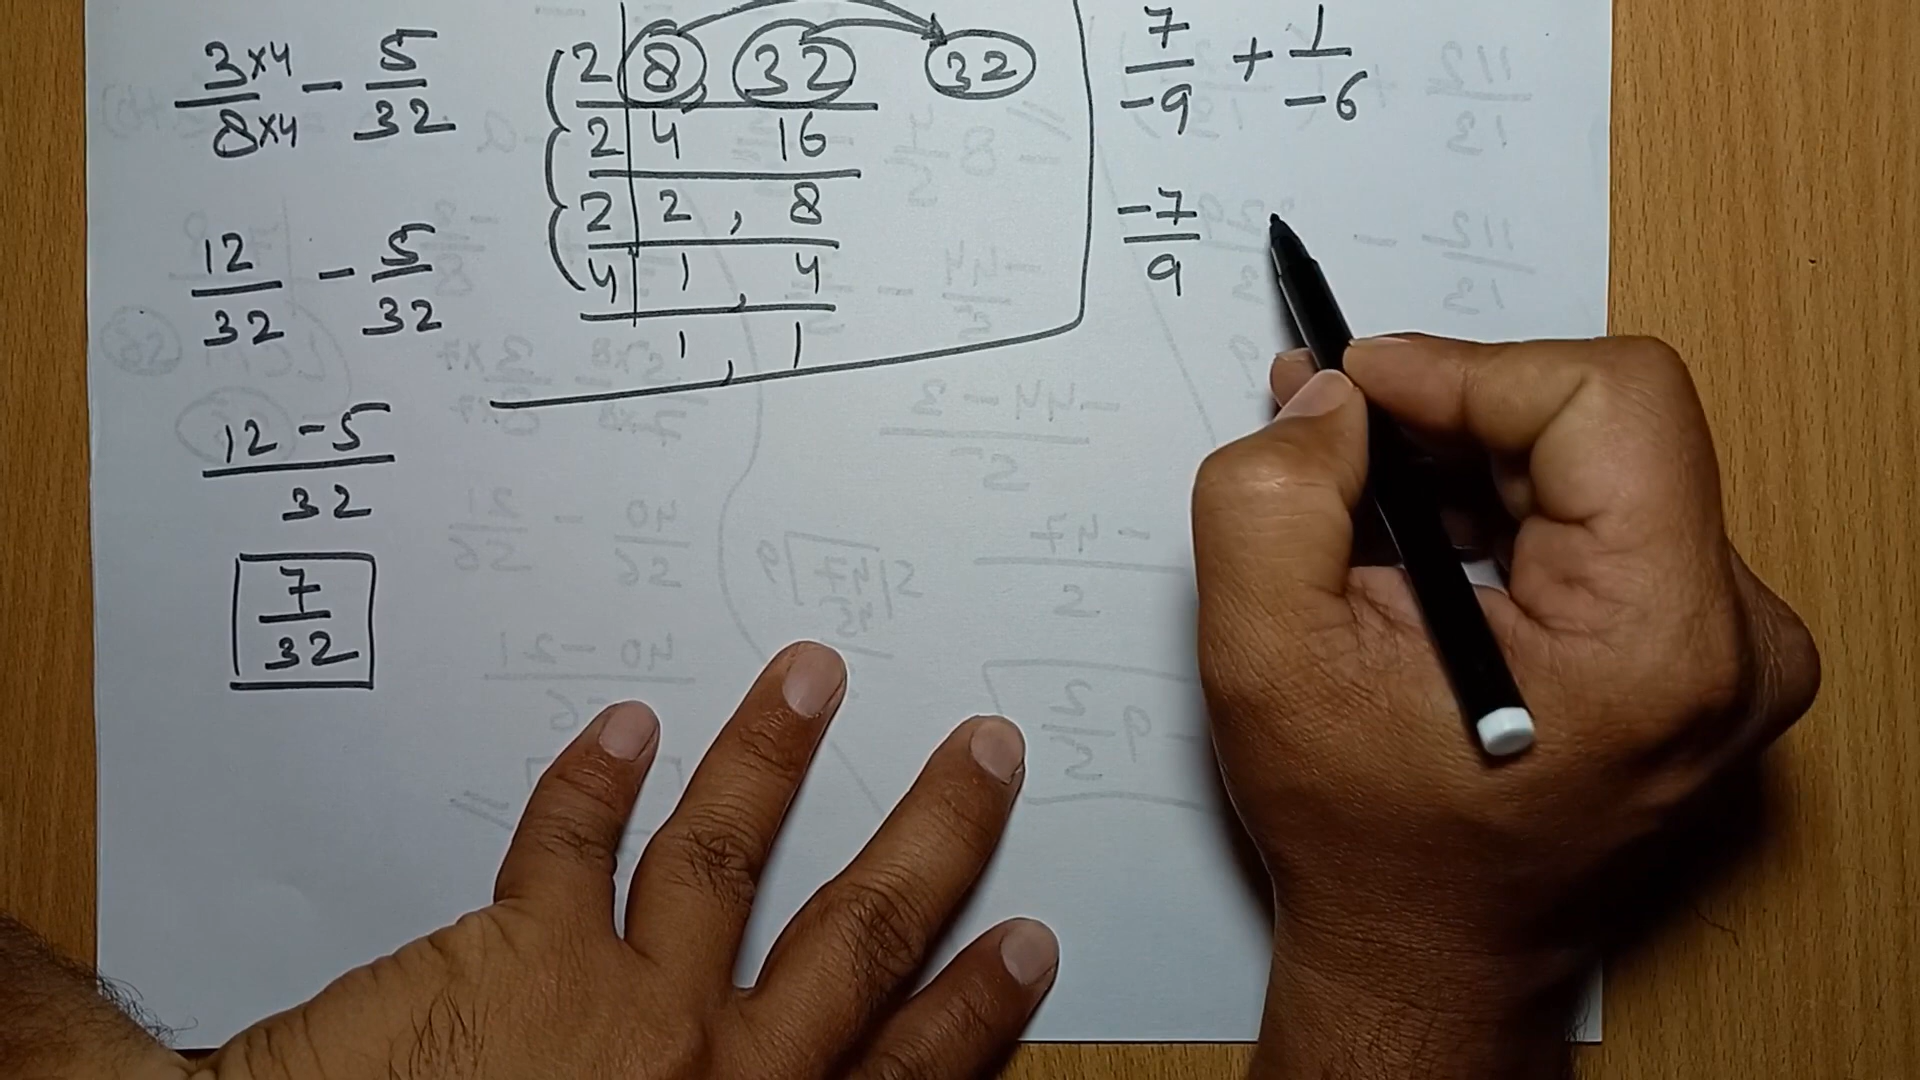 3×4/8×4 - 5/32
12/32 - 5/32
12 - 5/32
7/32
2 | 8, 32 32
2 | 4 16
2 | 2, 8
4 | 1, 4
1, 1
7/-9 + 1/-6
-7/9